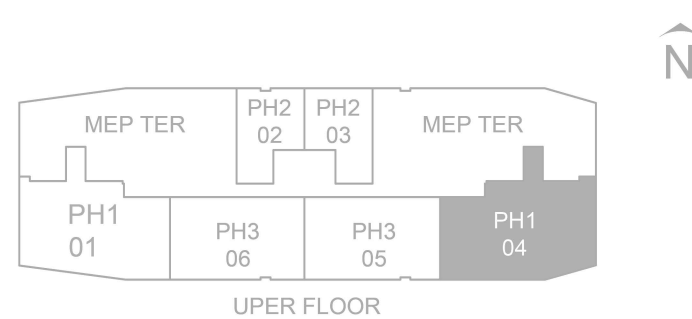 N
PH2
02
PH2
03
MEP TER
MEP TER
PH1
01
PH3
06
PH3
05
PH1
04
UPER FLOOR